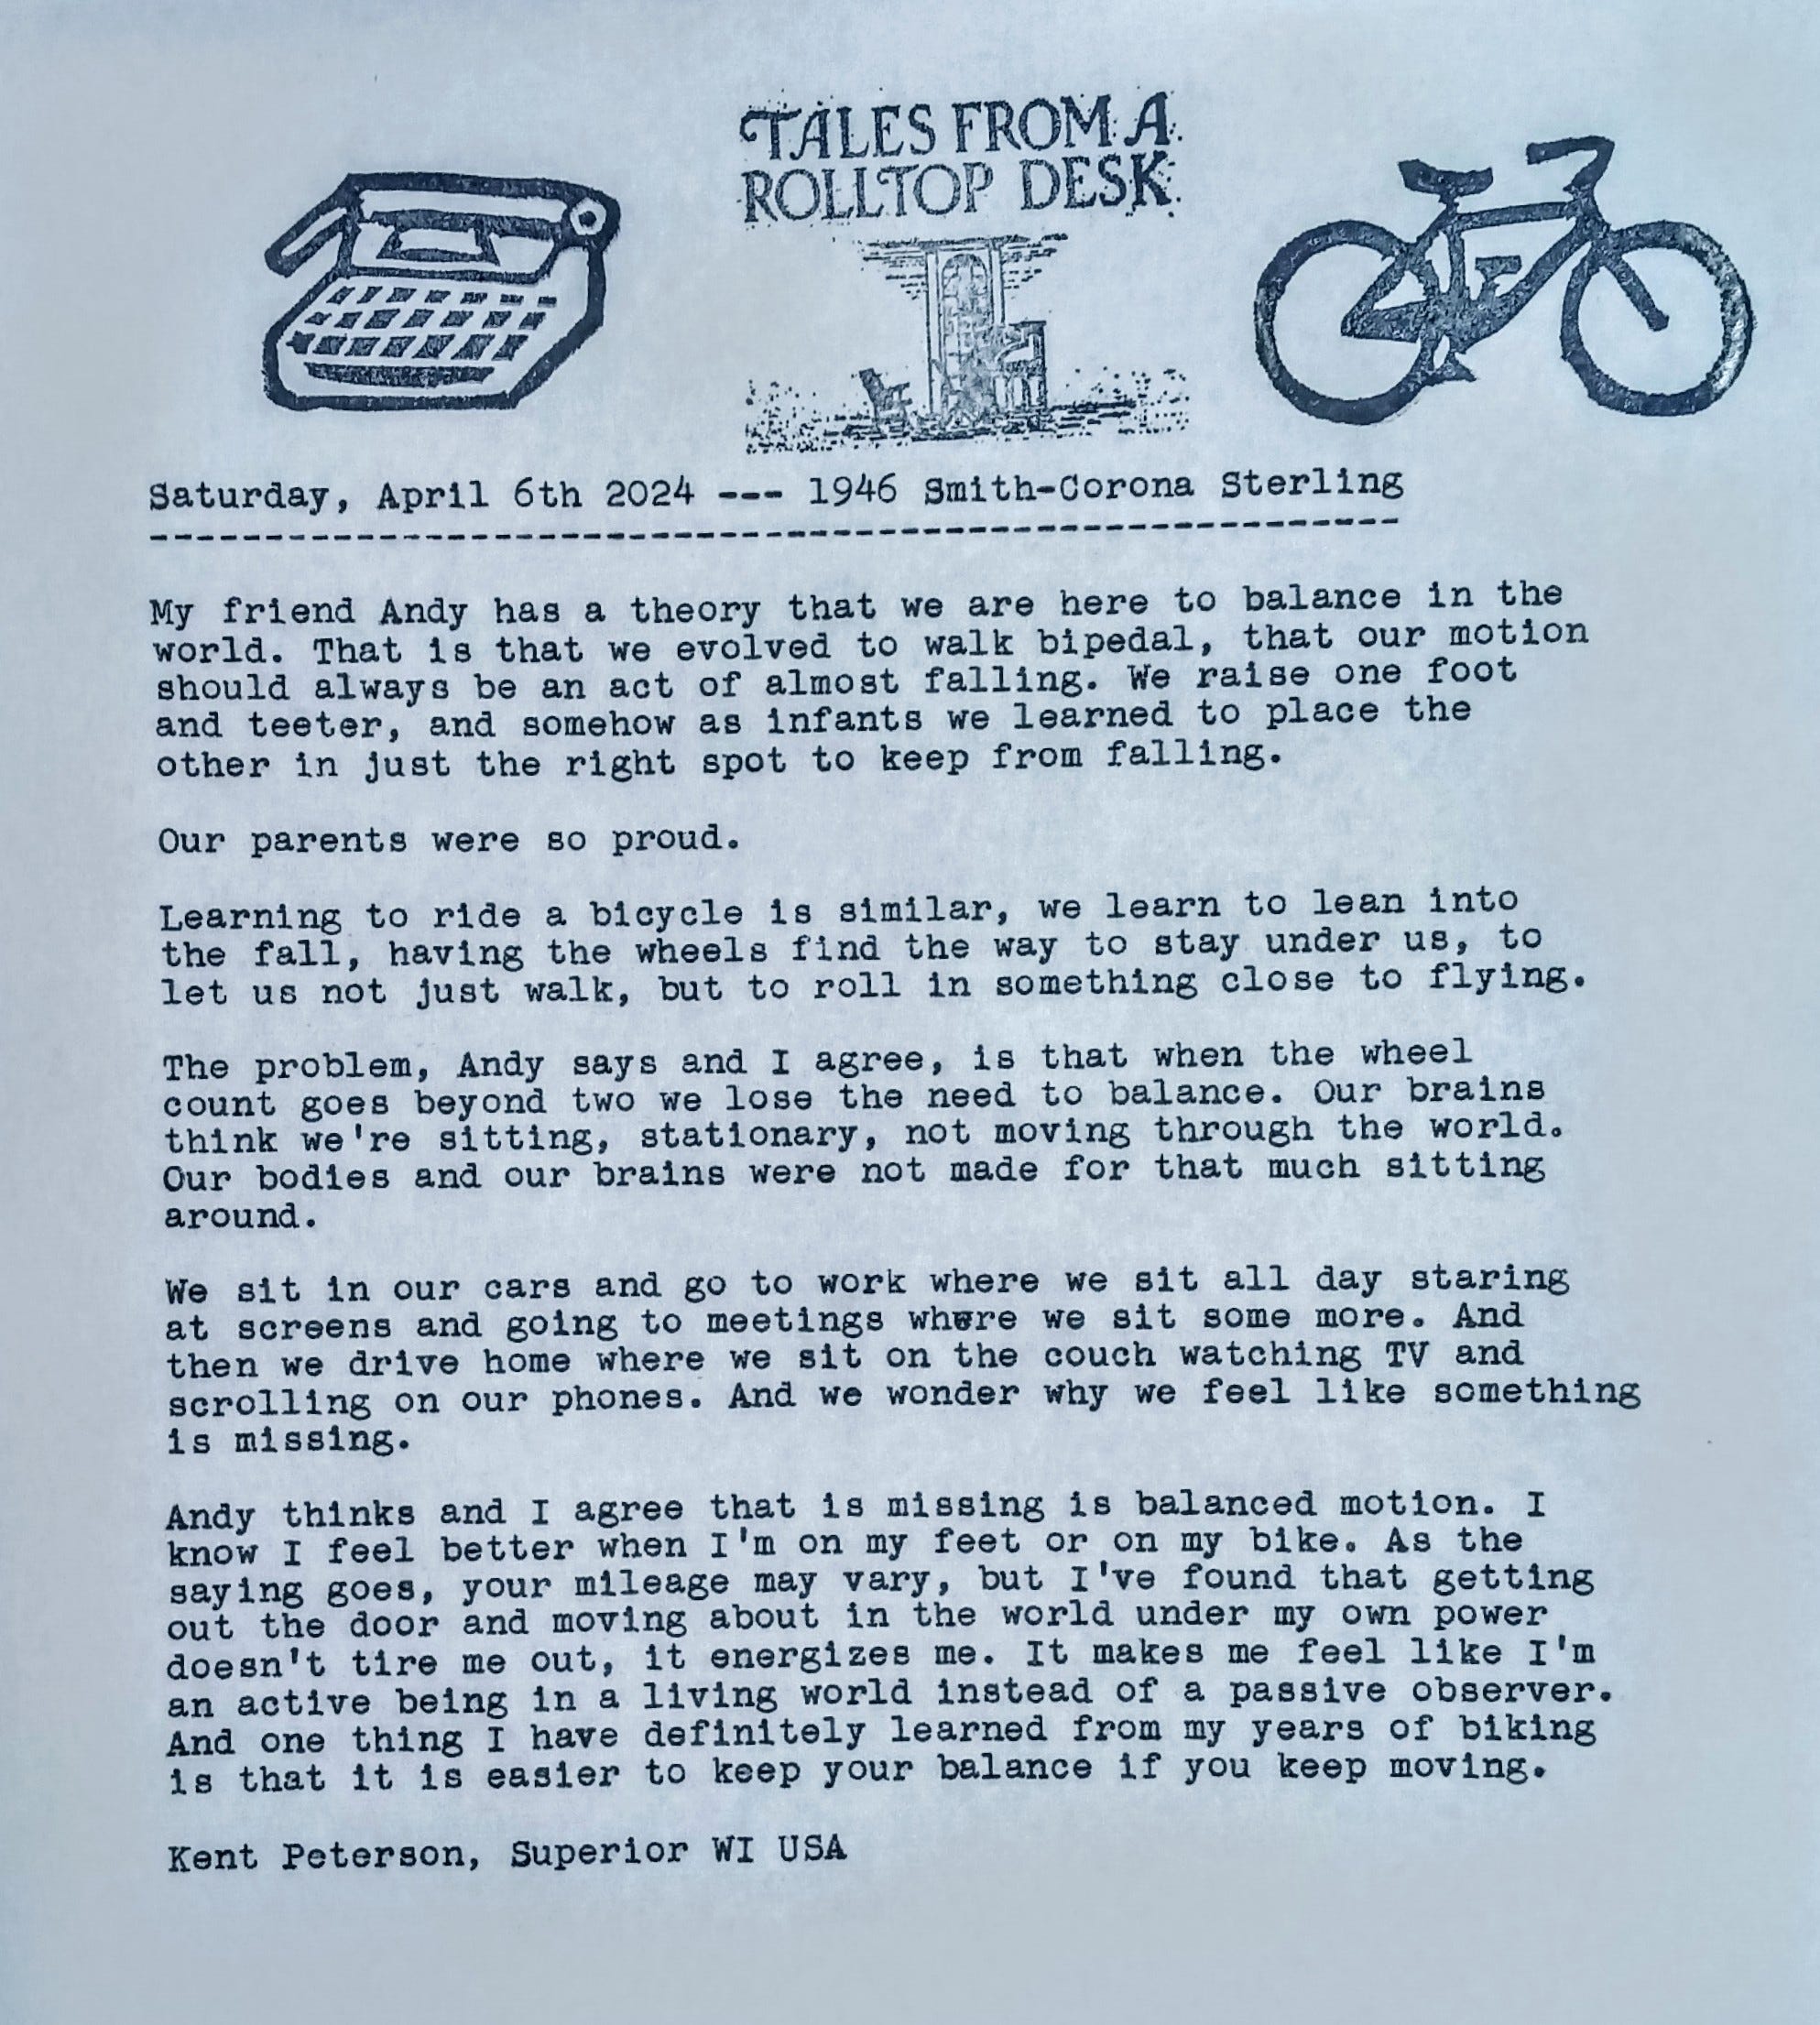 TALES FROM A
ROLLTOP DESK
Saturday, April 6th 2024 --- 1946 Smith-Corona Sterling
-------------------------------------------------------
My friend Andy has a theory that we are here to balance in the
world. That is that we evolved to walk bipedal, that our motion
should always be an act of almost falling. We raise one foot
and teeter, and somehow as infants we learned to place the
other in just the right spot to keep from falling.
Our parents were so proud.
Learning to ride a bicycle is similar, we learn to lean into
the fall, having the wheels find the way to stay under us, to
let us not just walk, but to roll in something close to flying.
The problem, Andy says and I agree, is that when the wheel
count goes beyond two we lose the need to balance. Our brains
think we're sitting, stationary, not moving through the world.
Our bodies and our brains were not made for that much sitting
around.
We sit in our cars and go to work where we sit all day staring
at screens and going to meetings where we sit some more. And
then we drive home where we sit on the couch watching TV and
scrolling on our phones. And we wonder why we feel like something
is missing.
Andy thinks and I agree that is missing is balanced motion. I
know I feel better when I'm on my feet or on my bike. As the
saying goes, your mileage may vary, but I've found that getting
out the door and moving about in the world under my own power
doesn't tire me out, it energizes me. It makes me feel like I'm
an active being in a living world instead of a passive observer.
And one thing I have definitely learned from my years of biking
is that it is easier to keep your balance if you keep moving.
Kent Peterson, Superior WI USA